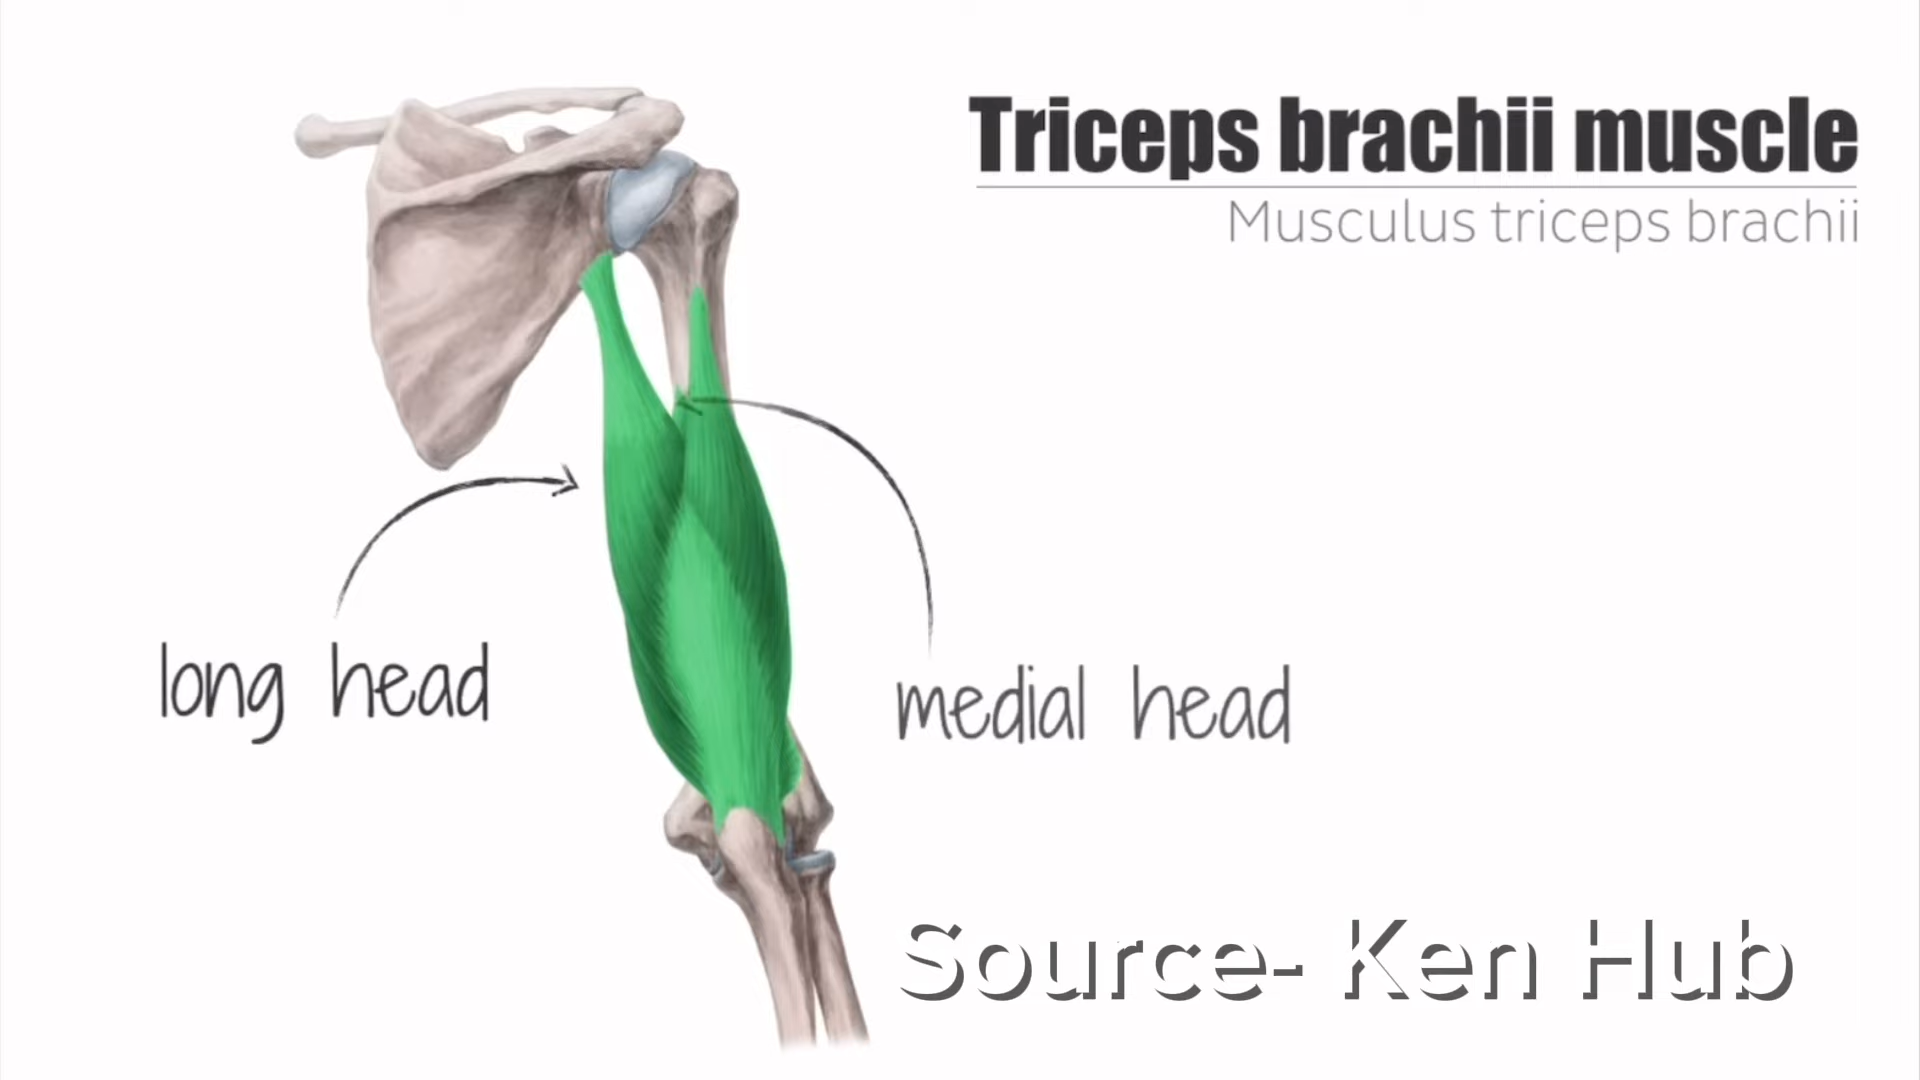 Triceps brachii muscle
Musculus triceps brachii
long head
medial head
Source- Ken Hub